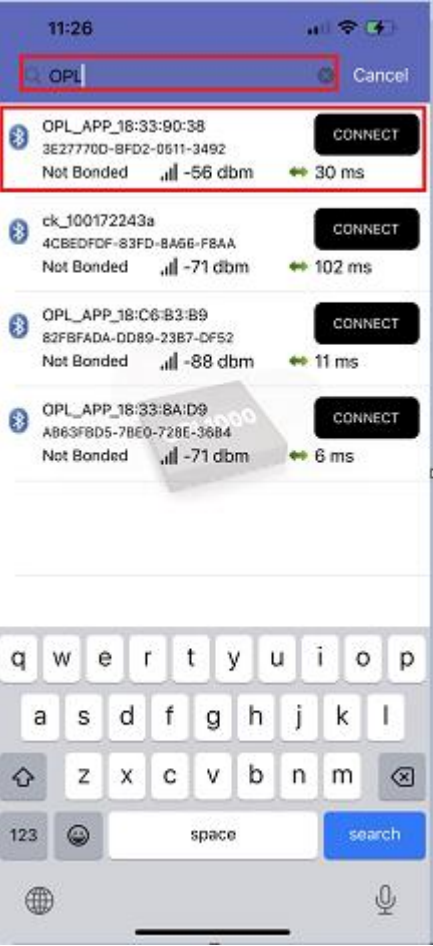 11:26
OPL
Cancel
OPL_APP_18:33:90:38
CONNECT
3E27770D-BFD2-0511-3492
Not Bonded -56 dbm 30 ms
ck_100172243a
CONNECT
4CBEDFDF-83FD-8A66-F8AA
Not Bonded -71 dbm 102 ms
OPL_APP_18:C6:B3:B9
CONNECT
82FBFADA-DD89-23B7-DF52
Not Bonded -88 dbm 11 ms
OPL_APP_18:33:8A:D9
CONNECT
AB63FBD5-7BE0-728E-36B4
Not Bonded -71 dbm 6 ms
q w e r t y u i o p
a s d f g h j k l
z x c v b n m
123 space search